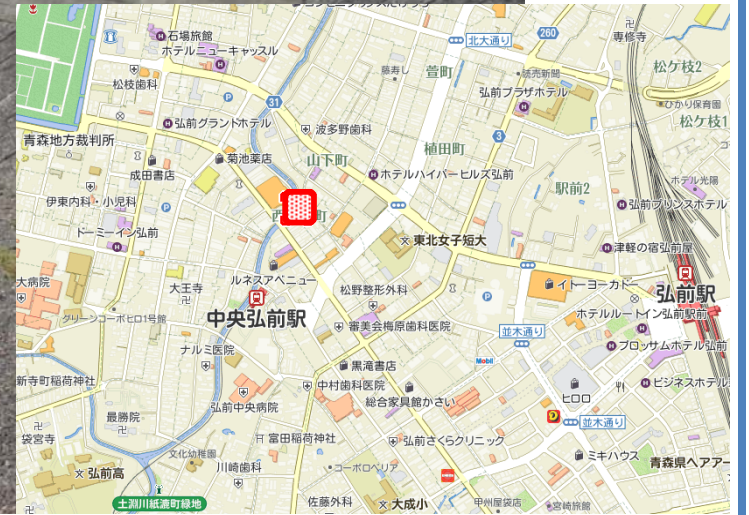 石場旅館
ホテルニューキャッスル
北大通り
260
専修寺
藤寿し
萱町
読売新聞
松ケ枝2
松枝歯科
弘前プラザホテル
ひかり保育園
31
松ケ枝1
弘前グランドホテル
波多野歯科
3
青森地方裁判所
菊池薬店
山下町
植田町
成田書店
ホテルハイパーヒルズ弘前
駅前2
ホテル光陽
伊東内科・小児科
弘前プリンスホテル
ドーミーイン弘前
東北女子短大
津軽の宿弘前屋
大病院
大王寺
ルネスアベニュー
松野整形外科
イトーヨーカドー
弘前駅
中央弘前駅
グリーンコーポヒロ1号館
ホテルルートイン弘前駅前
審美会梅原歯科医院
並木通り
ナルミ医院
ブロッサムホテル弘前
Mobil
黒滝書店
新寺町稲荷神社
中村歯科医院
ビジネスホテル
弘前中央病院
総合家具館かさい
ヒロロ
最勝院
並木通り
袋宮寺
富田稲荷神社
弘前さくらクリニック
文化幼稚園
ミキハウス
弘前高
川崎歯科
コーポロベリア
青森県ヘアアー
土淵川紙漉町緑地
佐藤外科
大成小
甲州屋袋店
宮崎旅館